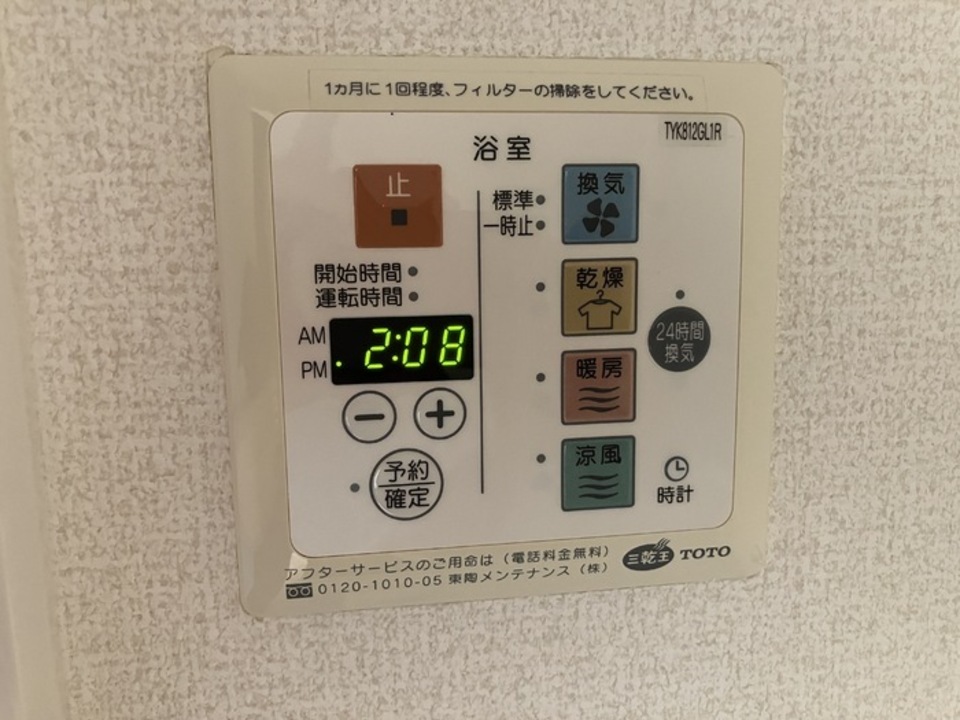 1ヵ月に1回程度、フィルターの掃除をしてください。
TYK812GL1R
浴室
止
換気
標準
一時止
開始時間
運転時間
乾燥
AM
PM
2:08
24時間
換気
暖房
予約
確定
涼風
時計
アフターサービスのご用命は（電話料金無料）
0120-1010-05 東陶メンテナンス（株）
三乾王 TOTO